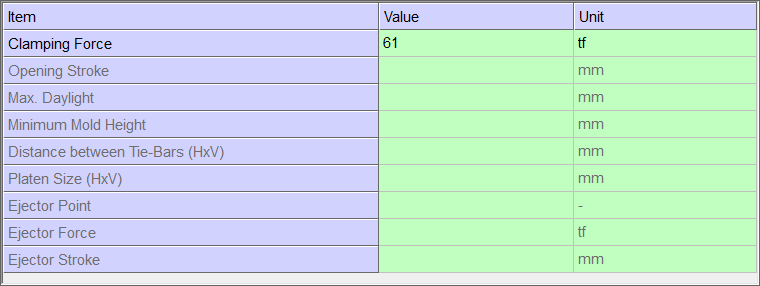 Item Value Unit
Clamping Force 61 tf
Opening Stroke mm
Max. Daylight mm
Minimum Mold Height mm
Distance between Tie-Bars (HxV) mm
Platen Size (HxV) mm
Ejector Point -
Ejector Force tf
Ejector Stroke mm